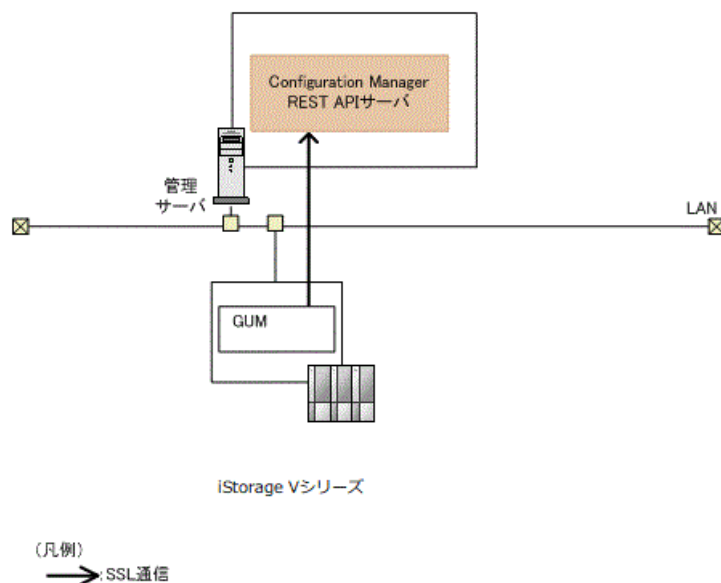 Configuration Manager
REST APIサーバ
管理
サーバ
LAN
GUM
iStorage Vシリーズ
（凡例）
:SSL通信